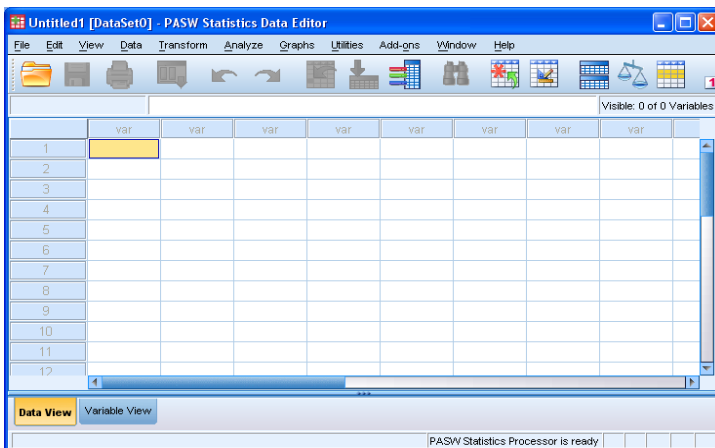 Untitled1 [DataSet0] - PASW Statistics Data Editor
File Edit View Data Transform Analyze Graphs Utilities Add-ons Window Help
1
Visible: 0 of 0 Variables
var var var var var var var var
1
2
3
4
5
6
7
8
9
10
11
12
Data View Variable View
PASW Statistics Processor is ready